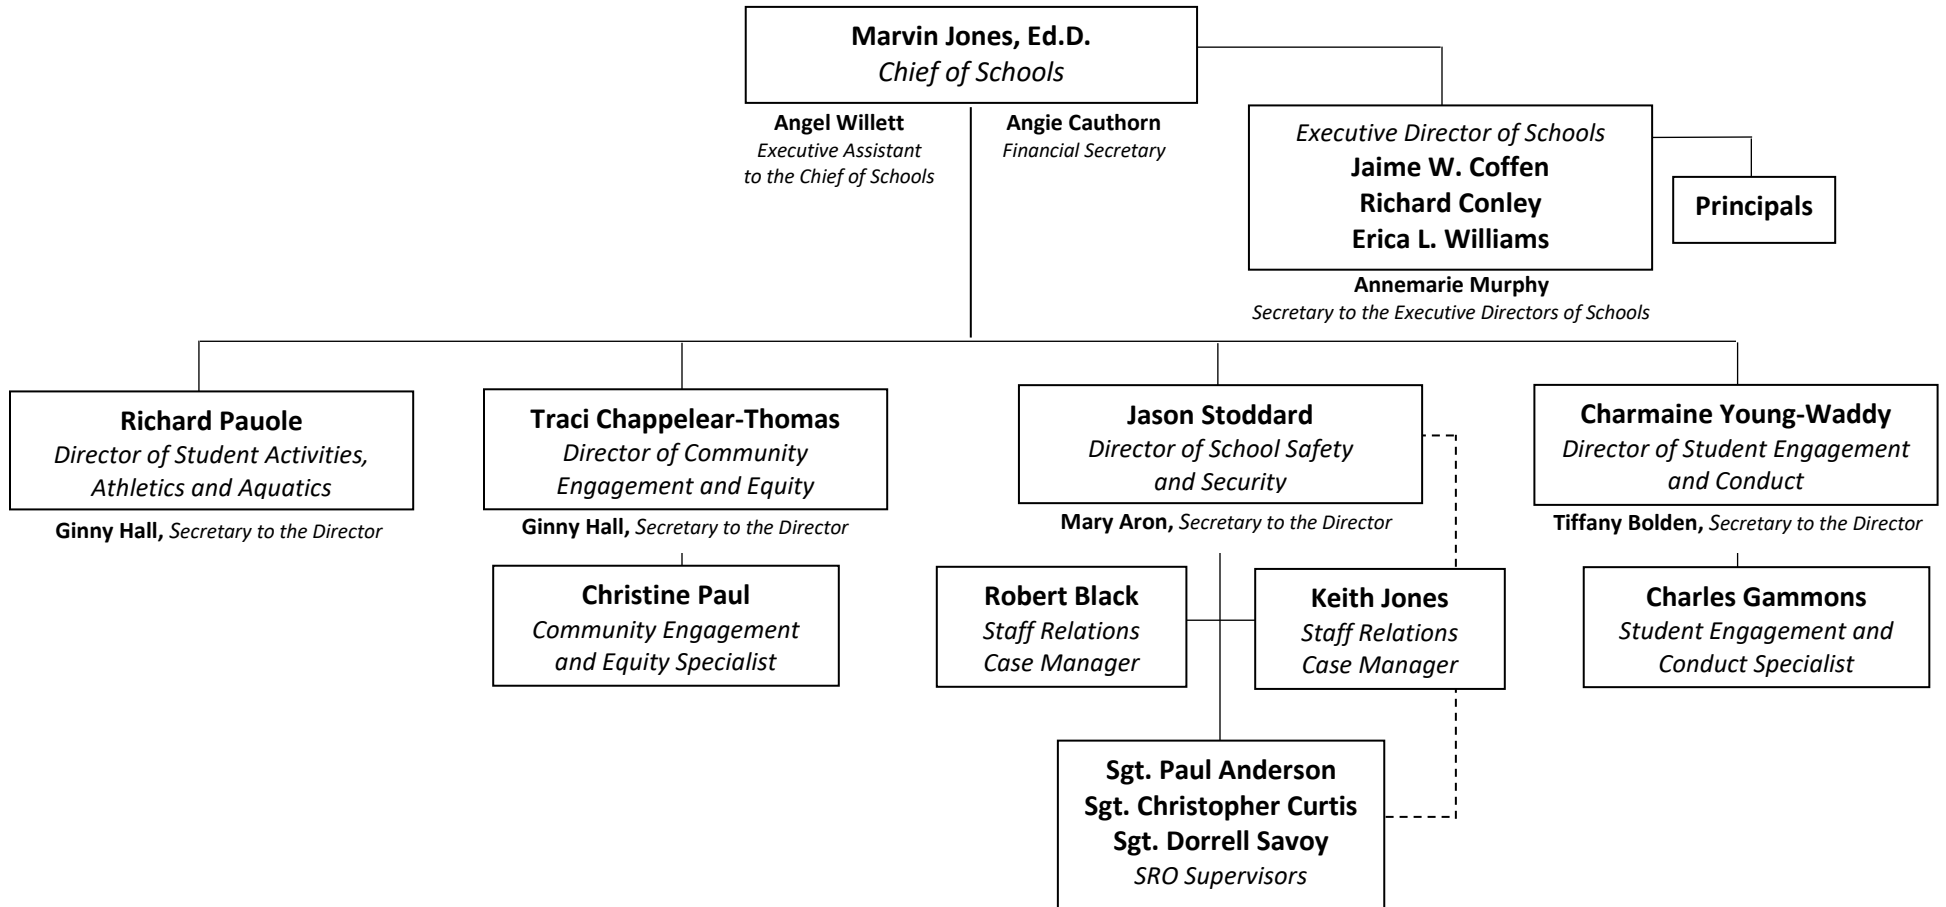 Marvin Jones, Ed.D.
Chief of Schools
Angel Willett
Executive Assistant
to the Chief of Schools
Angie Cauthorn
Financial Secretary
Executive Director of Schools
Jaime W. Coffen
Richard Conley
Erica L. Williams
Principals
Annemarie Murphy
Secretary to the Executive Directors of Schools
Richard Pauole
Director of Student Activities,
Athletics and Aquatics
Ginny Hall, Secretary to the Director
Traci Chappelear-Thomas
Director of Community
Engagement and Equity
Ginny Hall, Secretary to the Director
Jason Stoddard
Director of School Safety
and Security
Mary Aron, Secretary to the Director
Charmaine Young-Waddy
Director of Student Engagement
and Conduct
Tiffany Bolden, Secretary to the Director
Christine Paul
Community Engagement
and Equity Specialist
Robert Black
Staff Relations
Case Manager
Keith Jones
Staff Relations
Case Manager
Charles Gammons
Student Engagement and
Conduct Specialist
Sgt. Paul Anderson
Sgt. Christopher Curtis
Sgt. Dorrell Savoy
SRO Supervisors